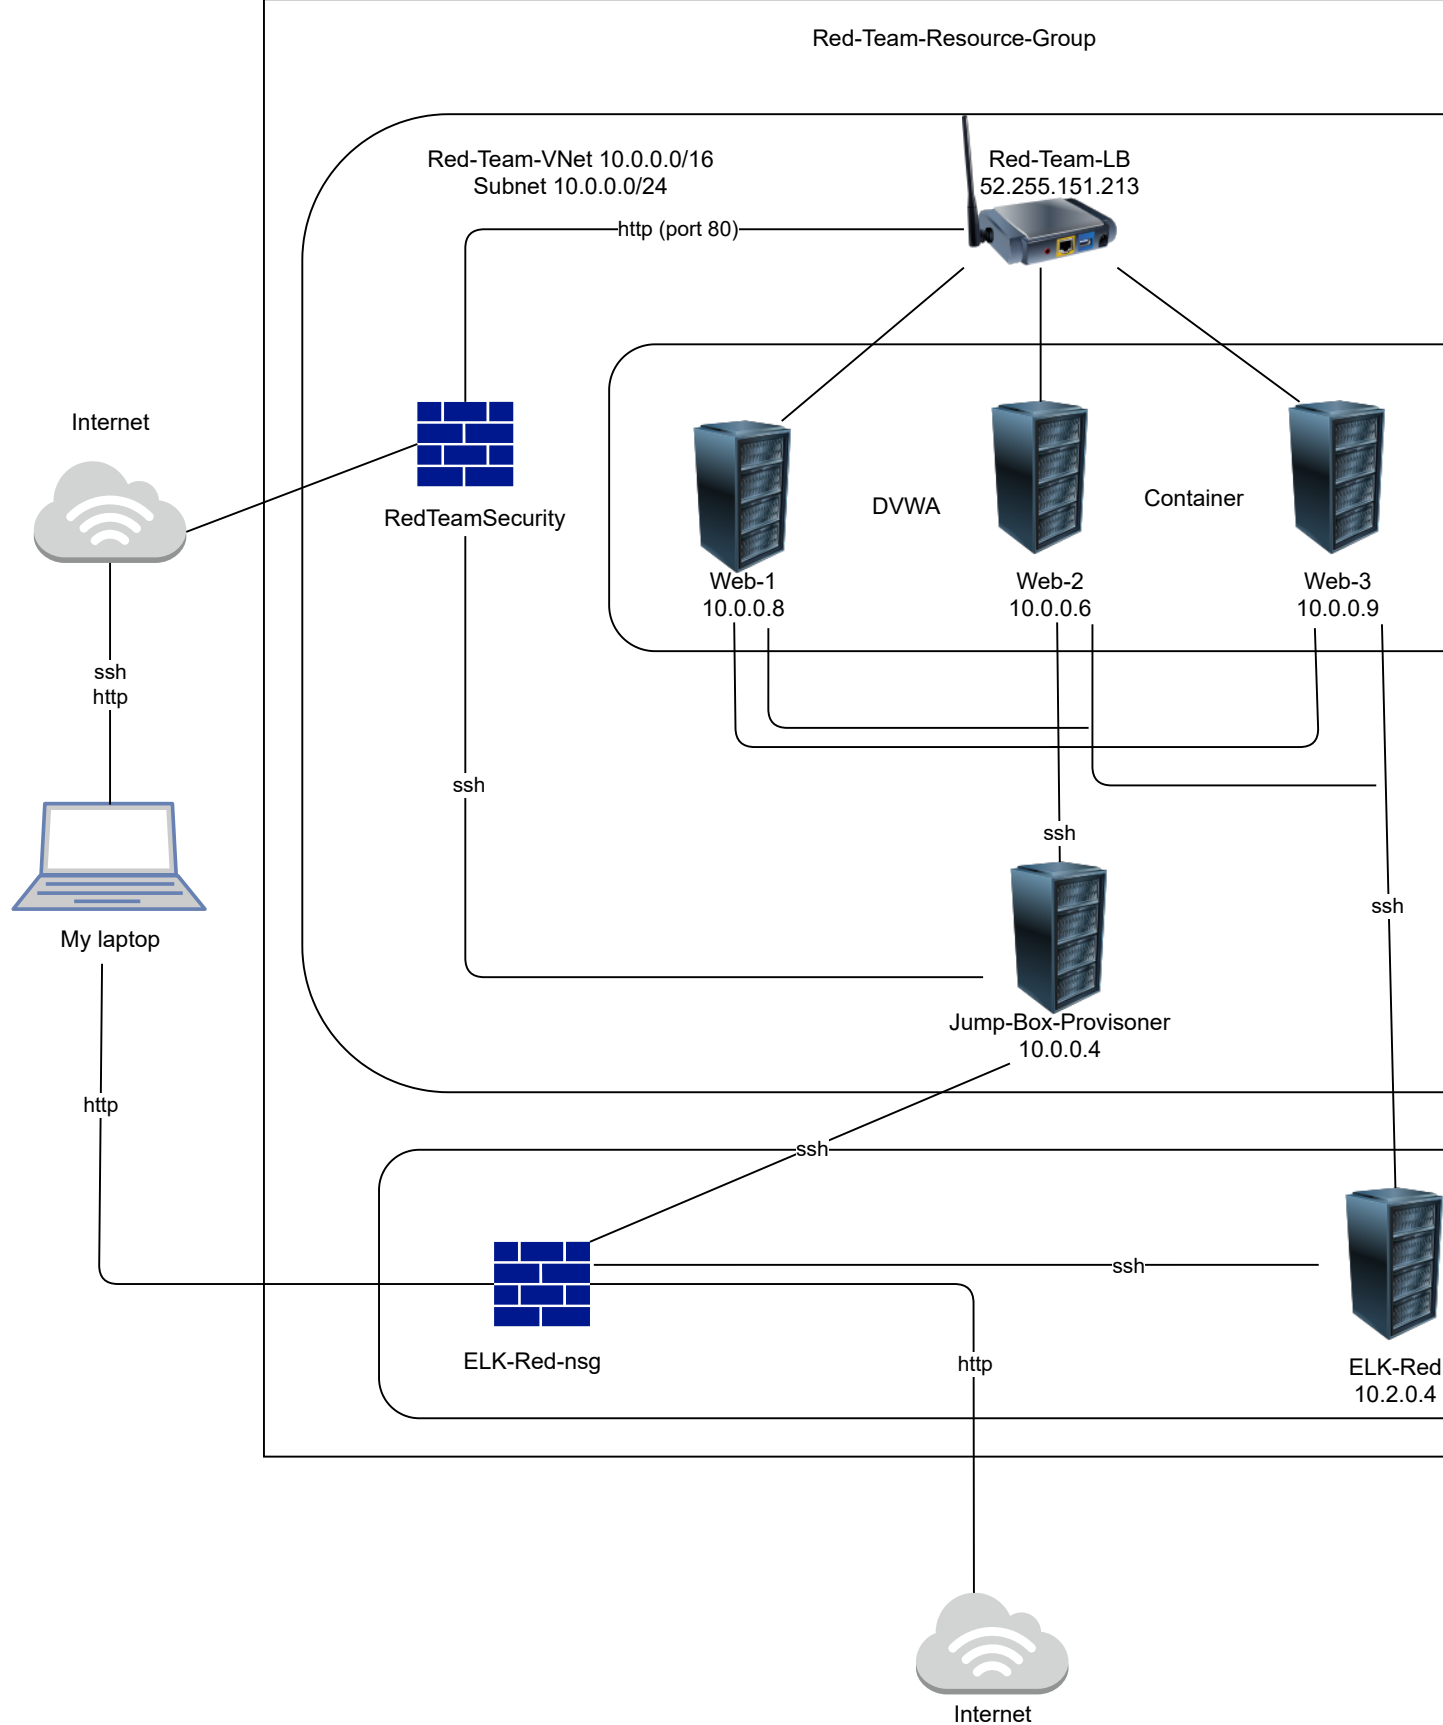 Red-Team-Resource-Group
Red-Team-VNet 10.0.0.0/16
Subnet 10.0.0.0/24
Red-Team-LB
52.255.151.213
http (port 80)
Internet
RedTeamSecurity
DVWA
Container
Web-1
10.0.0.8
Web-2
10.0.0.6
Web-3
10.0.0.9
ssh
http
ssh
ssh
ssh
My laptop
Jump-Box-Provisoner
10.0.0.4
http
ssh
ssh
ELK-Red-nsg
http
ELK-Red
10.2.0.4
Internet